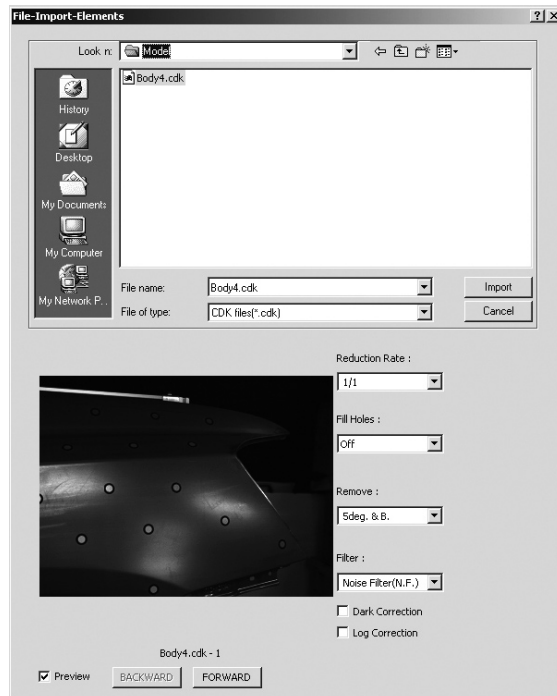 File-Import-Elements
Look n: Model
Body4.cdk
History
Desktop
My Documents
My Computer
My Network P...
File name: Body4.cdk Import
File of type: CDK files(*.cdk) Cancel
Reduction Rate :
1/1
Fill Holes :
Off
Remove :
5deg. & B.
Filter :
Noise Filter(N.F.)
Dark Correction
Log Correction
Body4.cdk - 1
Preview BACKWARD FORWARD